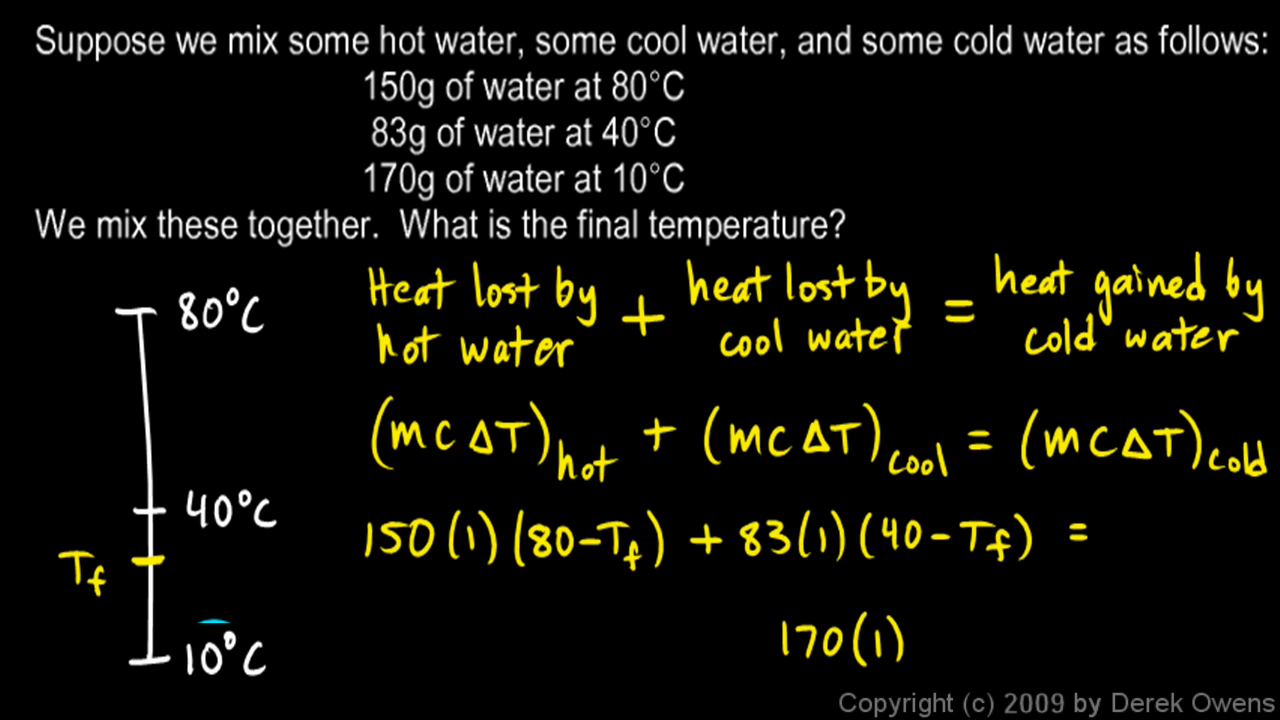 Suppose we mix some hot water, some cool water, and some cold water as follows:
150g of water at 80°C
83g of water at 40°C
170g of water at 10°C
We mix these together. What is the final temperature?
80°C
40°C
Tf
10°C
Heat lost by hot water + heat lost by cool water = heat gained by cold water
(mcΔT)hot + (mcΔT)cool = (mcΔT)cold
150(1)(80-Tf) + 83(1)(40-Tf) =
170(1)
Copyright (c) 2009 by Derek Owens